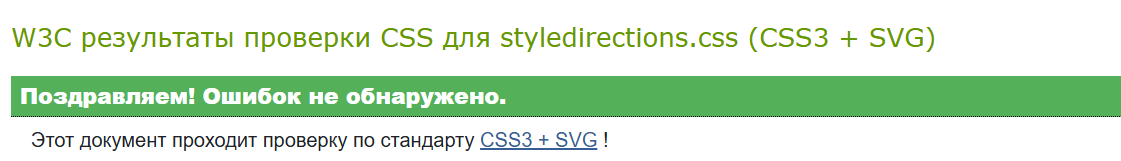 W3C результаты проверки CSS для styledirections.css (CSS3 + SVG)
Поздравляем! Ошибок не обнаружено.
Этот документ проходит проверку по стандарту CSS3 + SVG !